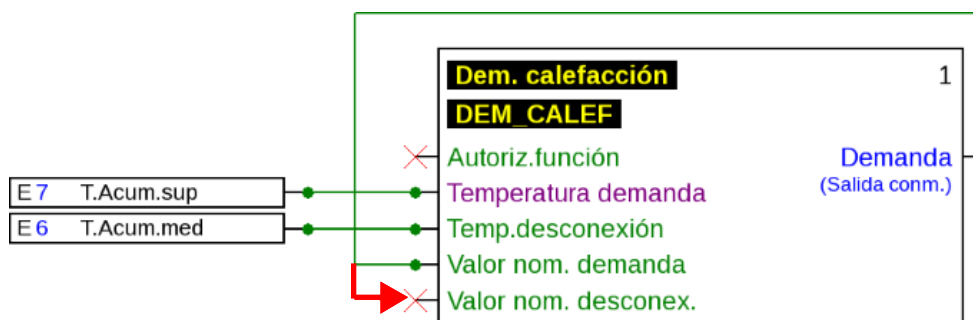 Dem. calefacción 1
DEM_CALEF
Autoriz.función Demanda
E 7 T.Acum.sup Temperatura demanda (Salida conm.)
E 6 T.Acum.med Temp.desconexión
Valor nom. demanda
Valor nom. desconex.